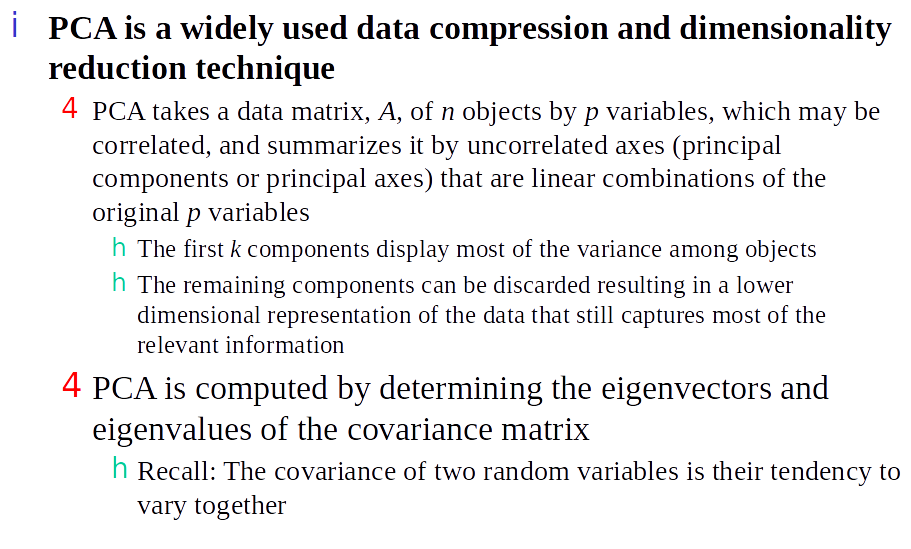 i PCA is a widely used data compression and dimensionality
reduction technique
4 PCA takes a data matrix, A, of n objects by p variables, which may be
correlated, and summarizes it by uncorrelated axes (principal
components or principal axes) that are linear combinations of the
original p variables
h The first k components display most of the variance among objects
h The remaining components can be discarded resulting in a lower
dimensional representation of the data that still captures most of the
relevant information
4 PCA is computed by determining the eigenvectors and
eigenvalues of the covariance matrix
h Recall: The covariance of two random variables is their tendency to
vary together